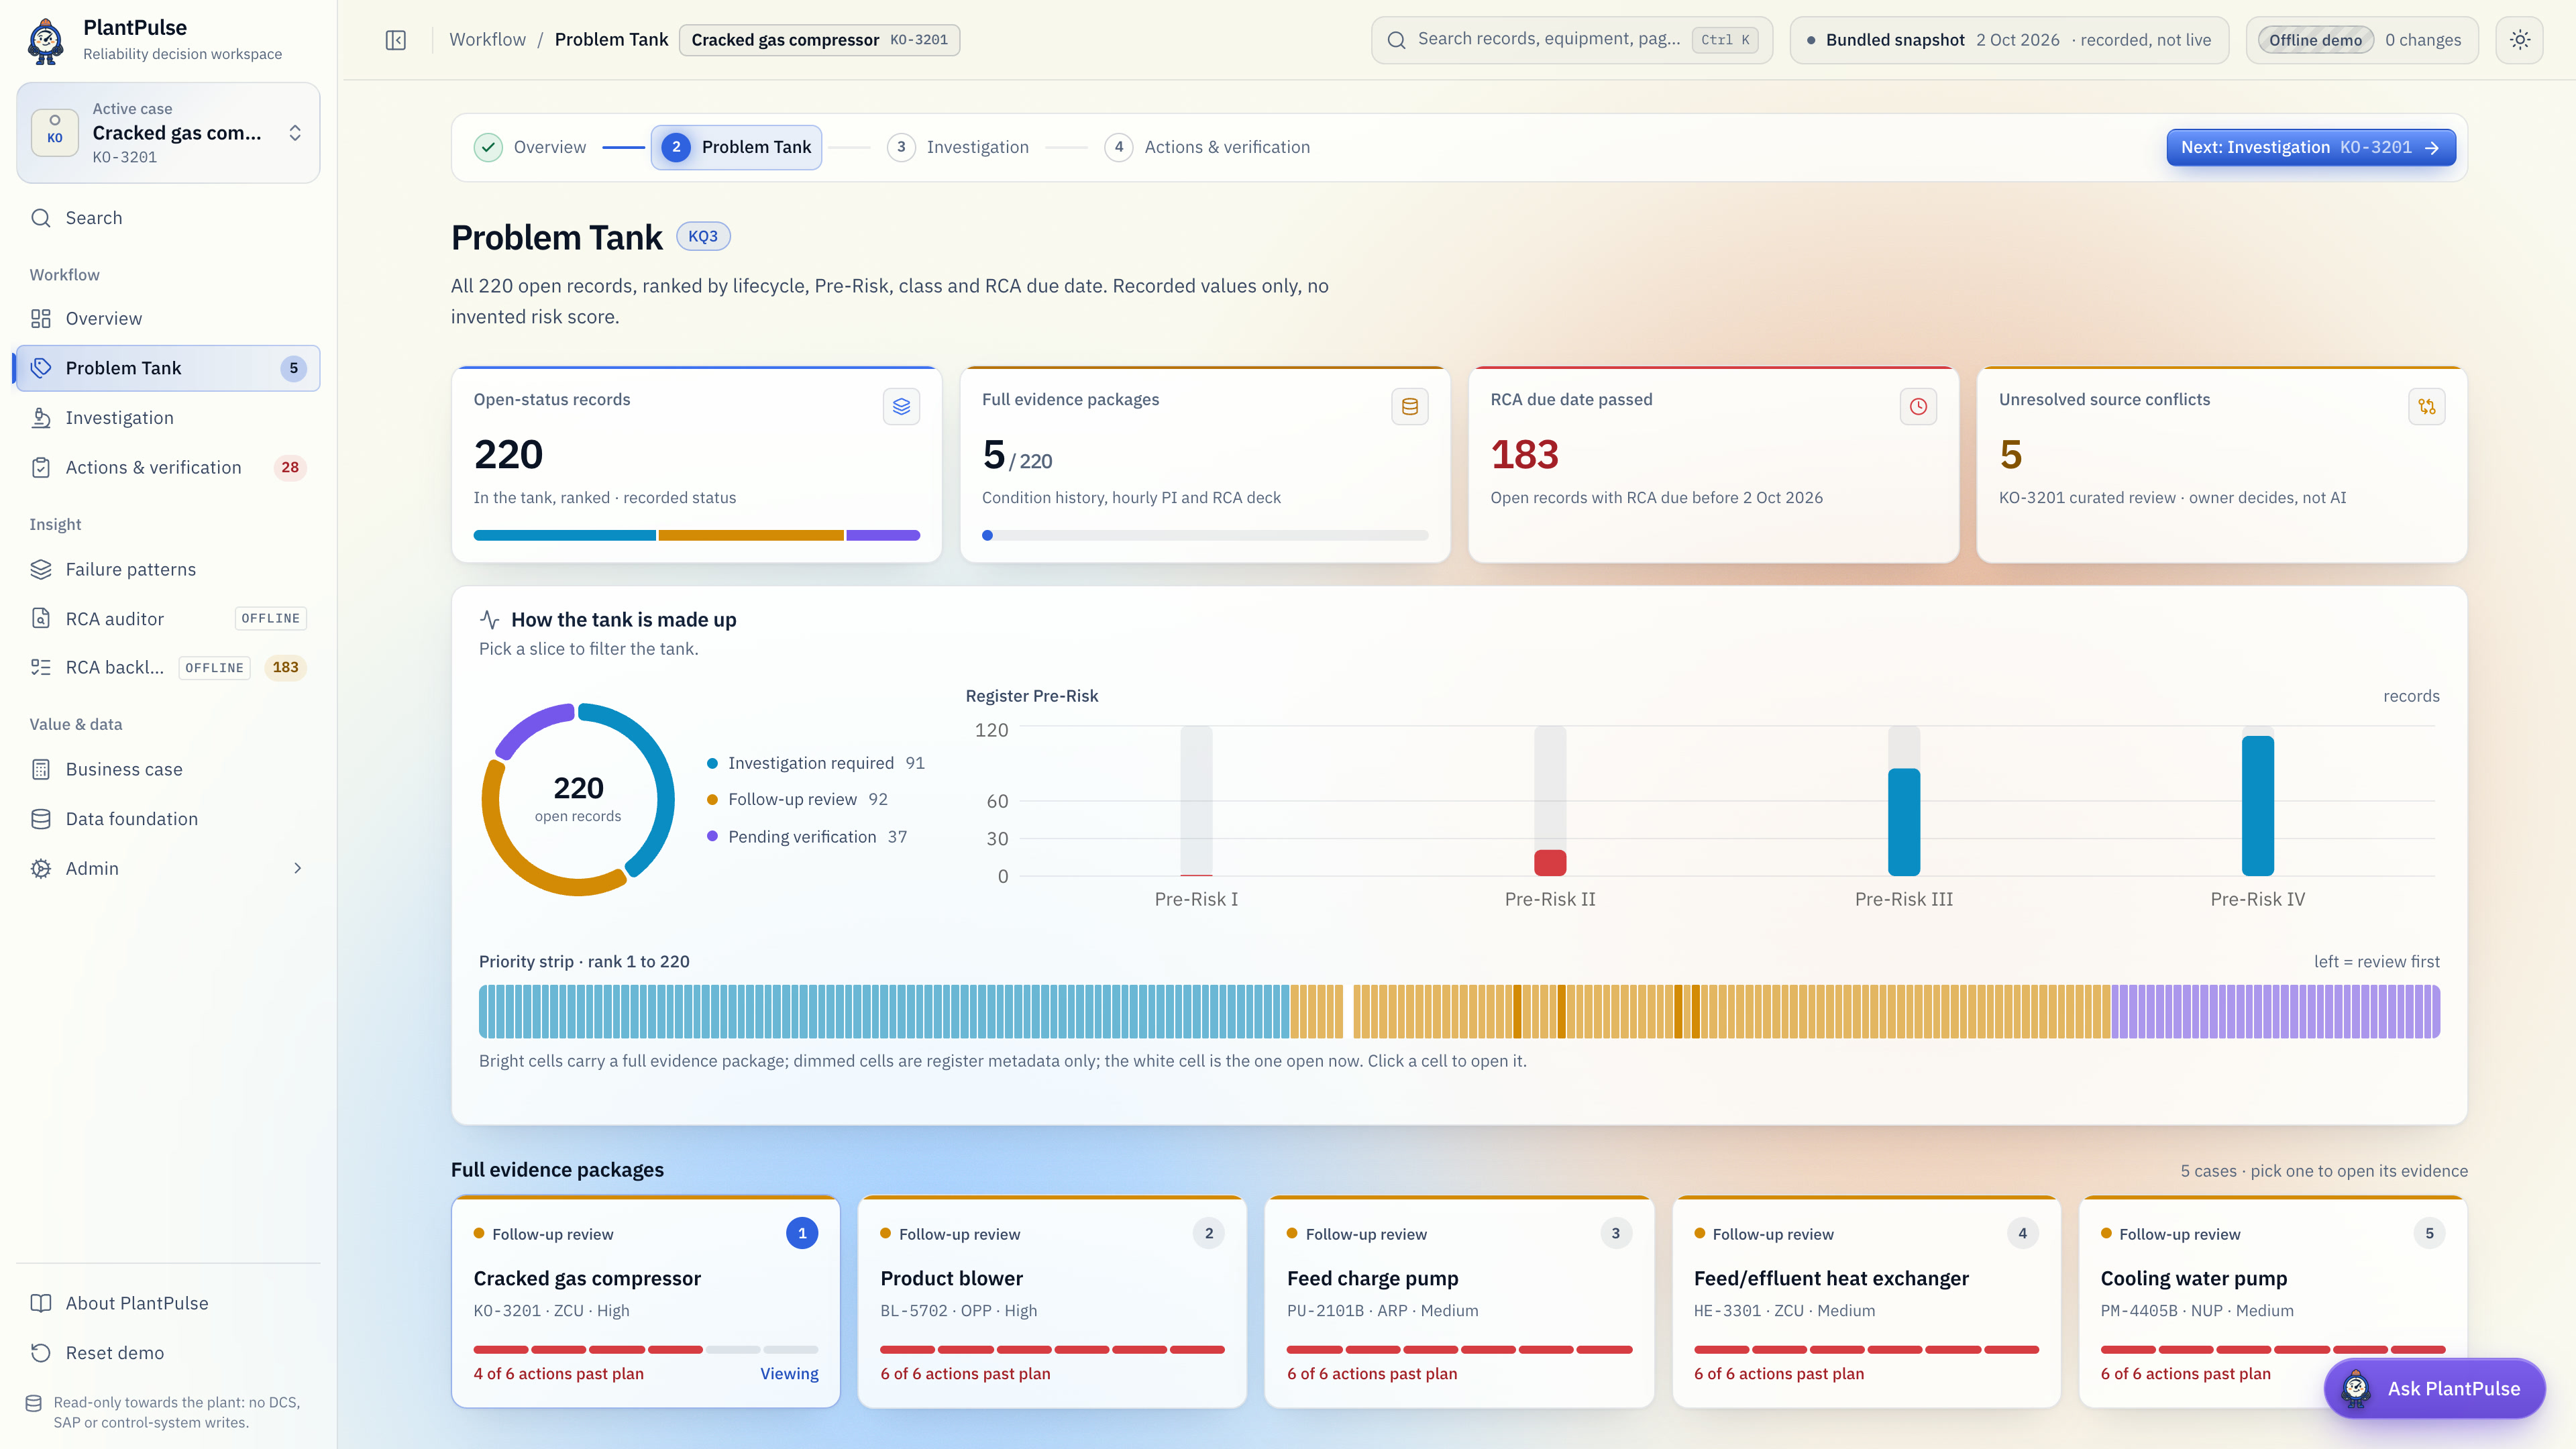 PlantPulse
Reliability decision workspace
KO
Active case
Cracked gas com...
KO-3201
Search
Workflow
Overview
Problem Tank 5
Investigation
Actions & verification 28
Insight
Failure patterns
RCA auditor OFFLINE
RCA backl... OFFLINE 183
Value & data
Business case
Data foundation
Admin
About PlantPulse
Reset demo
Read-only towards the plant: no DCS,
SAP or control-system writes.
Workflow / Problem Tank Cracked gas compressor KO-3201
Search records, equipment, pag... Ctrl K
Bundled snapshot 2 Oct 2026 · recorded, not live
Offline demo 0 changes
Overview 2 Problem Tank 3 Investigation 4 Actions & verification
Next: Investigation KO-3201 →
Problem Tank KQ3
All 220 open records, ranked by lifecycle, Pre-Risk, class and RCA due date. Recorded values only, no
invented risk score.
Open-status records
220
In the tank, ranked · recorded status
Full evidence packages
5 / 220
Condition history, hourly PI and RCA deck
RCA due date passed
183
Open records with RCA due before 2 Oct 2026
Unresolved source conflicts
5
KO-3201 curated review · owner decides, not AI
How the tank is made up
Pick a slice to filter the tank.
220
open records
Investigation required 91
Follow-up review 92
Pending verification 37
Register Pre-Risk records
120
60
30
0
Pre-Risk I Pre-Risk II Pre-Risk III Pre-Risk IV
Priority strip · rank 1 to 220 left = review first
Bright cells carry a full evidence package; dimmed cells are register metadata only; the white cell is the one open now. Click a cell to open it.
Full evidence packages 5 cases · pick one to open its evidence
Follow-up review 1
Cracked gas compressor
KO-3201 · ZCU · High
4 of 6 actions past plan Viewing
Follow-up review 2
Product blower
BL-5702 · OPP · High
6 of 6 actions past plan
Follow-up review 3
Feed charge pump
PU-2101B · ARP · Medium
6 of 6 actions past plan
Follow-up review 4
Feed/effluent heat exchanger
HE-3301 · ZCU · Medium
6 of 6 actions past plan
Follow-up review 5
Cooling water pump
PM-4405B · NUP · Medium
6 of 6 actions past plan
Ask PlantPulse